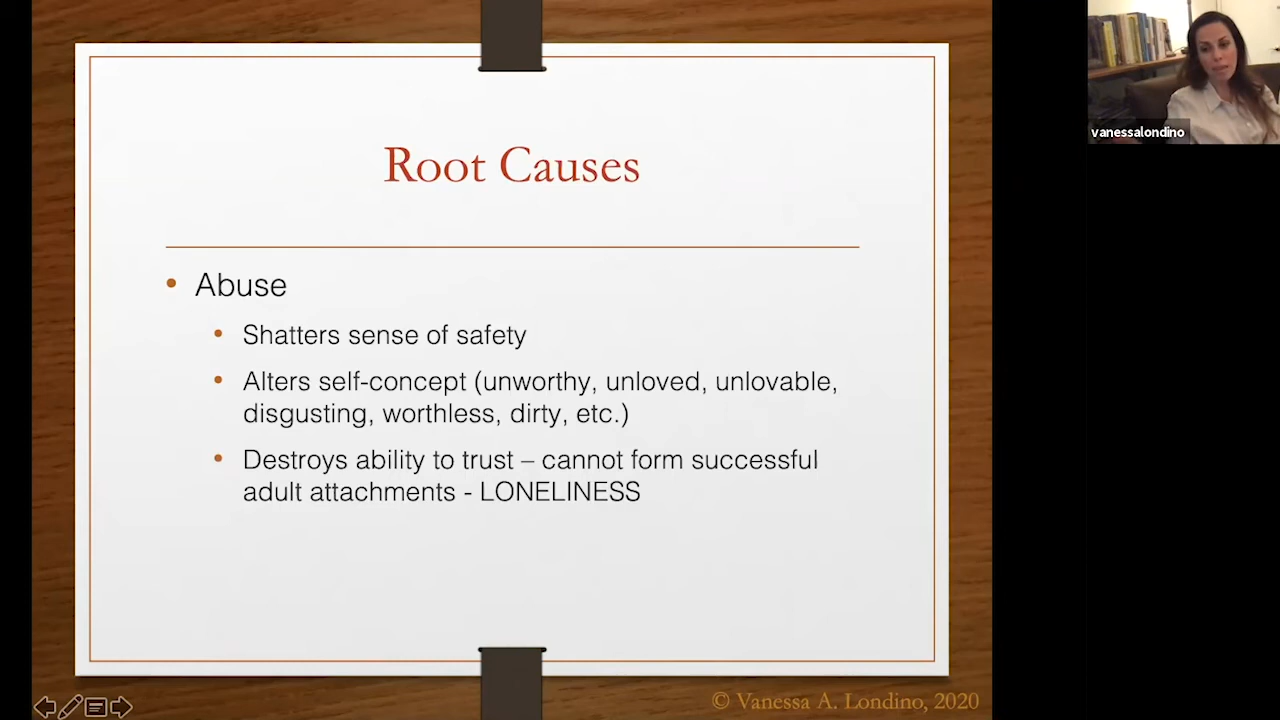 Root Causes
• Abuse
• Shatters sense of safety
• Alters self-concept (unworthy, unloved, unlovable,
disgusting, worthless, dirty, etc.)
• Destroys ability to trust – cannot form successful
adult attachments - LONELINESS
© Vanessa A. Londino, 2020
vanessalondino